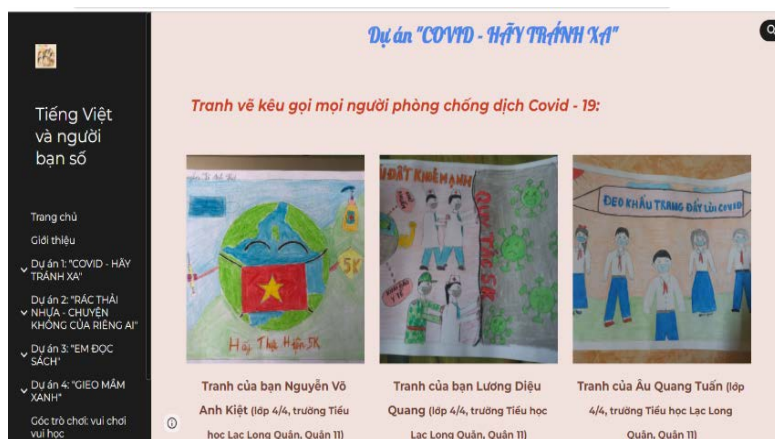 Dự án "COVID - HÃY TRÁNH XA"
Tiếng Việt
và người
bạn số
Trang chủ
Giới thiệu
Dự án 1: "COVID - HÃY
TRÁNH XA"
Dự án 2: "RÁC THẢI
NHỰA - CHUYỆN
KHÔNG CỦA RIÊNG AI"
Dự án 3: "EM ĐỌC
SÁCH"
Dự án 4: "GIEO MẦM
XANH"
Góc trò chơi: vui chơi
vui học
Tranh vẽ kêu gọi mọi người phòng chống dịch Covid - 19:
5K
Hãy Thực Hiện 5K
ĐẤT KHỎE MẠNH
QUY TẮC 5K
ĐEO KHẨU TRANG ĐẨY LÙI COVID
Tranh của bạn Nguyễn Võ
Anh Kiệt (lớp 4/4, trường Tiểu
học Lạc Long Quân, Quận 11)
Tranh của bạn Lương Diệu
Quang (lớp 4/4, trường Tiểu học
Lạc Long Quân, Quận 11)
Tranh của Âu Quang Tuấn (lớp
4/4, trường Tiểu học Lạc Long
Quân, Quận 11)